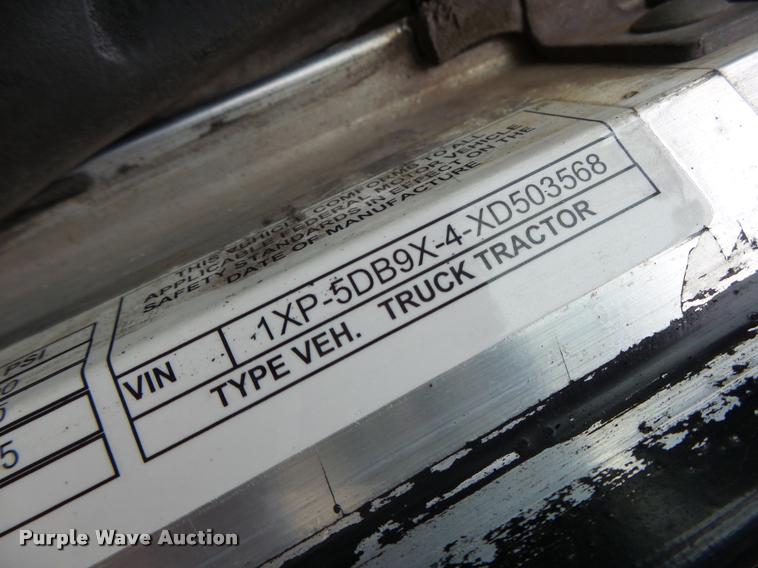 THIS VEHICLE CONFORMS TO ALL
APPLICABLE FEDERAL MOTOR VEHICLE
SAFETY STANDARDS IN EFFECT ON THE
DATE OF MANUFACTURE
VIN 1XP-5DB9X-4-XD503568
TYPE VEH. TRUCK TRACTOR
PSI
5
Purple Wave Auction